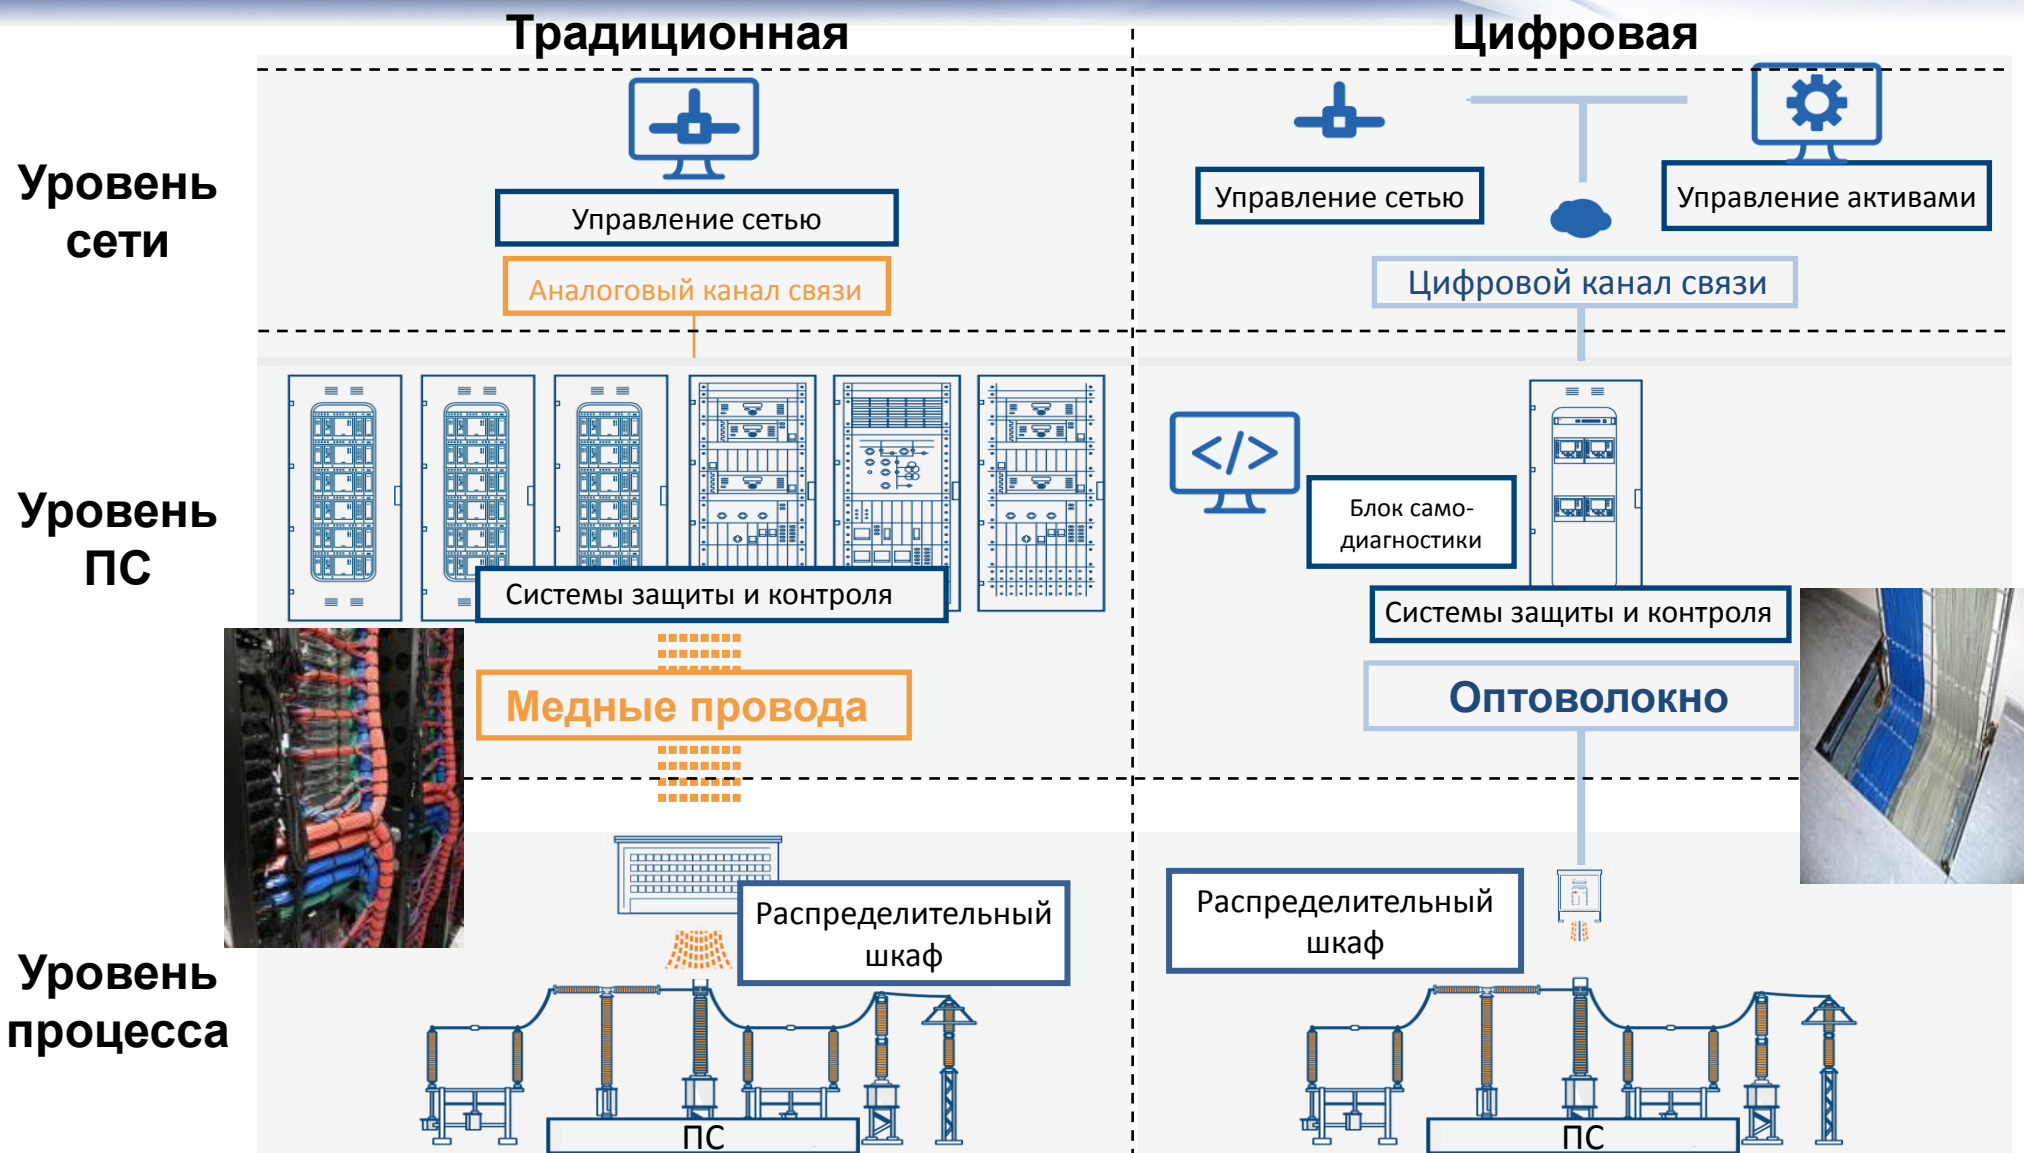 Традиционная
Цифровая
Уровень
сети
Управление сетью
Аналоговый канал связи
Управление сетью
Управление активами
Цифровой канал связи
Уровень
ПС
Системы защиты и контроля
Медные провода
</>
Блок само-
диагностики
Системы защиты и контроля
Оптоволокно
Уровень
процесса
Распределительный
шкаф
ПС
Распределительный
шкаф
ПС